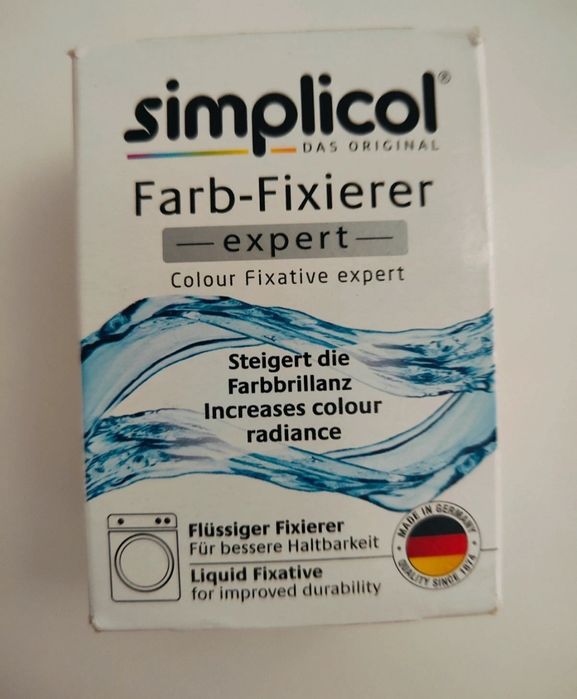 simplicol®
DAS ORIGINAL
Farb-Fixierer
expert
Colour Fixative expert
Steigert die
Farbbrillanz
Increases colour
radiance
Flüssiger Fixierer
Für bessere Haltbarkeit
Liquid Fixative
for improved durability
MADE IN GERMANY
QUALITY SINCE 1874